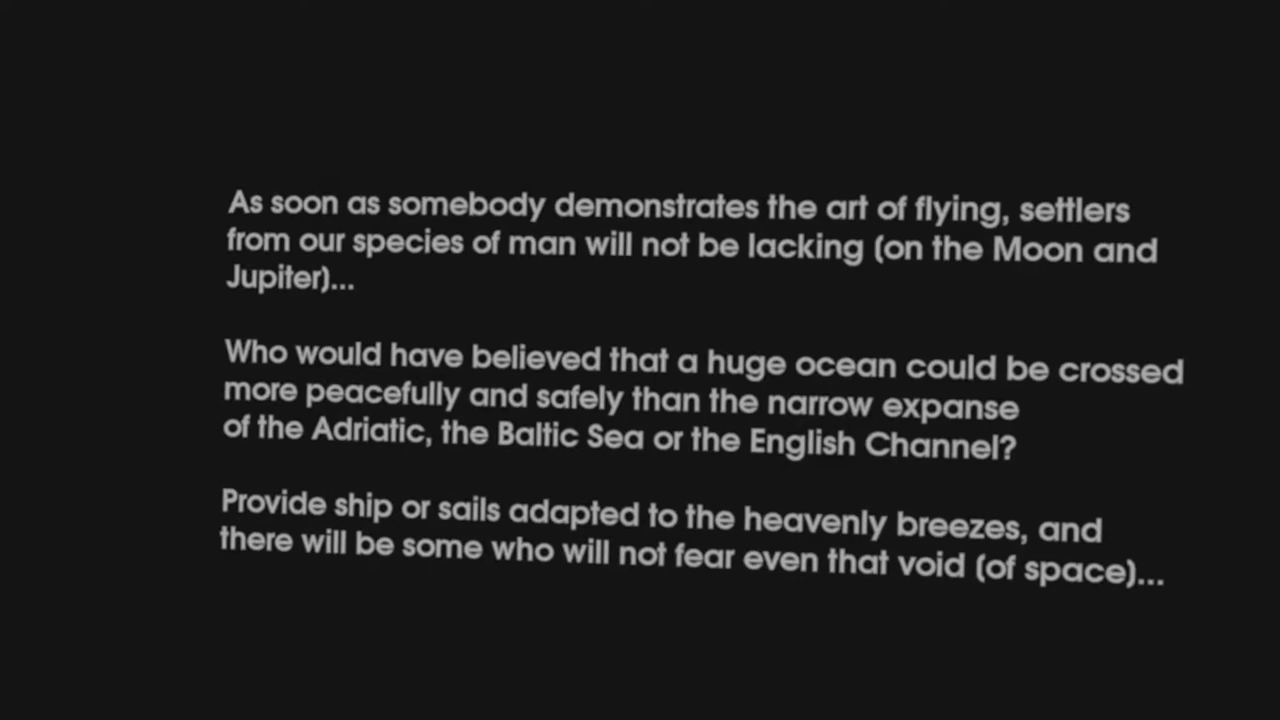 As soon as somebody demonstrates the art of flying, settlers
from our species of man will not be lacking (on the Moon and
Jupiter)...
Who would have believed that a huge ocean could be crossed
more peacefully and safely than the narrow expanse
of the Adriatic, the Baltic Sea or the English Channel?
Provide ship or sails adapted to the heavenly breezes, and
there will be some who will not fear even that void (of space)...